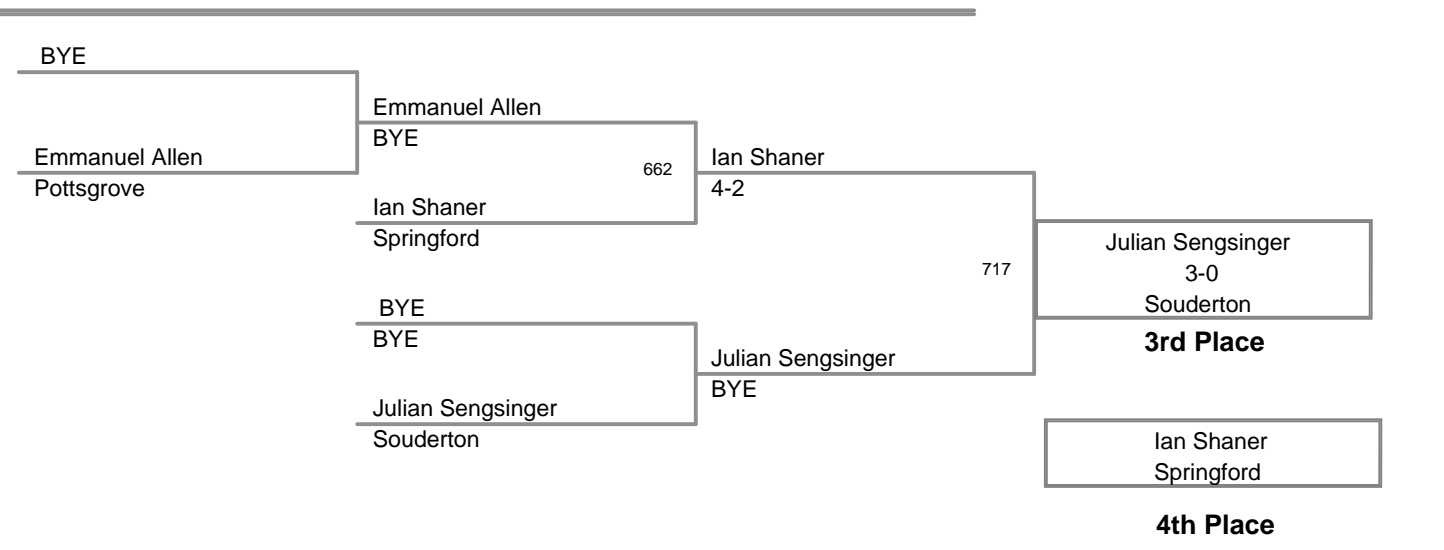 BYE
Emmanuel Allen
Pottsgrove
Emmanuel Allen
BYE
662
Ian Shaner
Springford
BYE
BYE
Julian Sengsinger
Souderton
Ian Shaner
4-2
717
Julian Sengsinger
BYE
Julian Sengsinger
3-0
Souderton
3rd Place
Ian Shaner
Springford
4th Place